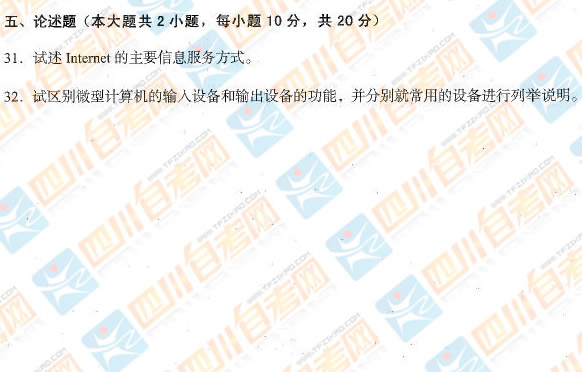 五、论述题（本大题共 2 小题，每小题 10 分，共 20 分）
31．试述 Internet 的主要信息服务方式。
32．试区别微型计算机的输入设备和输出设备的功能，并分别就常用的设备进行列举说明。
四川自考网
WWW.TPZIKAO.COM